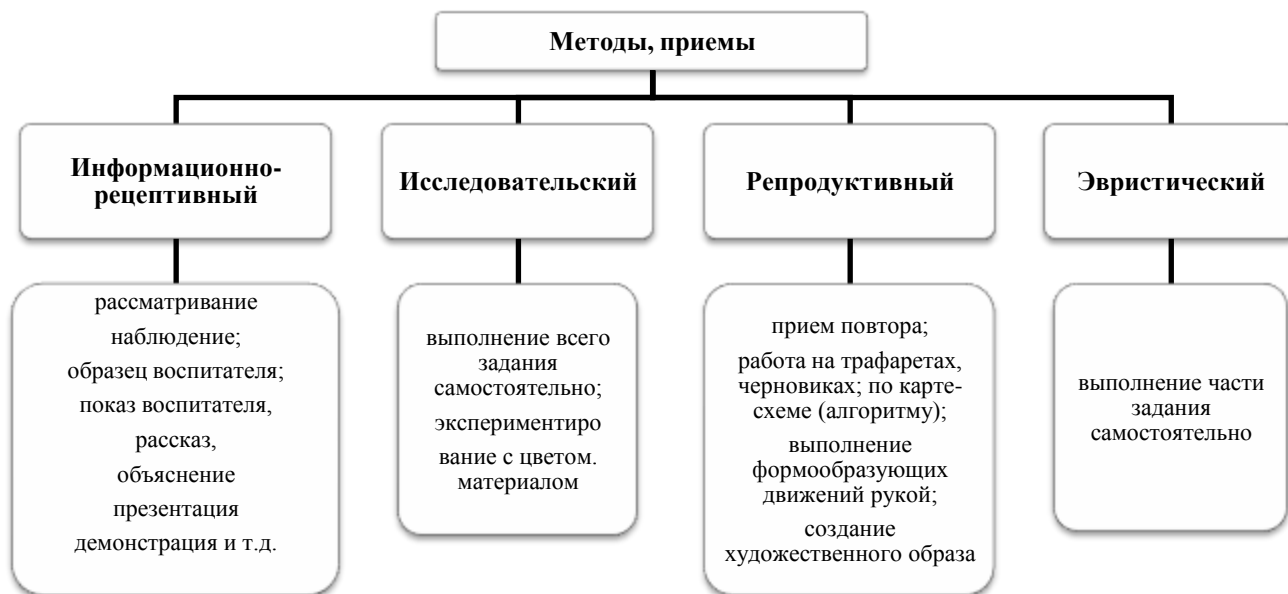 Методы, приемы
Информационно-
рецептивный
Исследовательский
Репродуктивный
Эвристический
рассматривание
наблюдение;
образец воспитателя;
показ воспитателя,
рассказ,
объяснение
презентация
демонстрация и т.д.
выполнение всего
задания
самостоятельно;
экспериментиро
вание с цветом.
материалом
прием повтора;
работа на трафаретах,
черновиках; по карте-
схеме (алгоритму);
выполнение
формообразующих
движений рукой;
создание
художественного образа
выполнение части
задания
самостоятельно